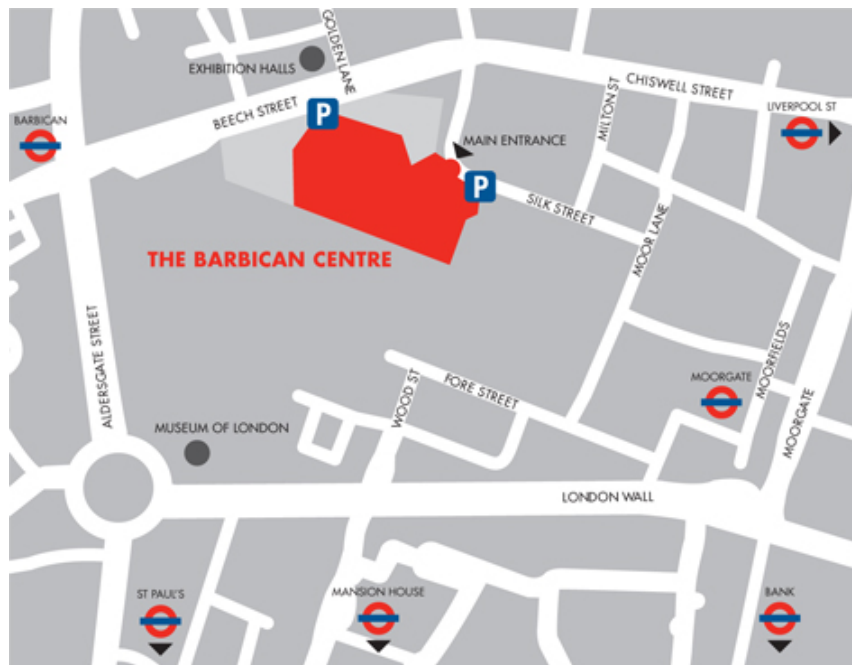 GOLDEN LANE
EXHIBITION HALLS
CHISWELL STREET
BEECH STREET
MILTON ST
LIVERPOOL ST
BARBICAN
P
MAIN ENTRANCE
P
SILK STREET
MOOR LANE
THE BARBICAN CENTRE
ALDERSGATE STREET
MOORFIELDS
MOORGATE
FORE STREET
WOOD ST
MOORGATE
MUSEUM OF LONDON
LONDON WALL
ST PAUL'S
MANSION HOUSE
BANK